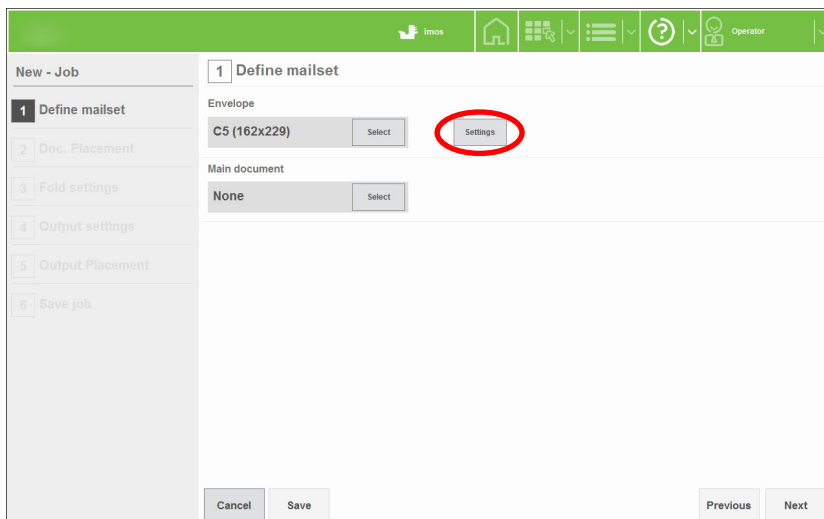 imos
Operator
New - Job
1 Define mailset
2 Doc. Placement
3 Fold settings
4 Output settings
5 Output Placement
6 Save job
1 Define mailset
Envelope
C5 (162x229) Select Settings
Main document
None Select
Cancel Save Previous Next